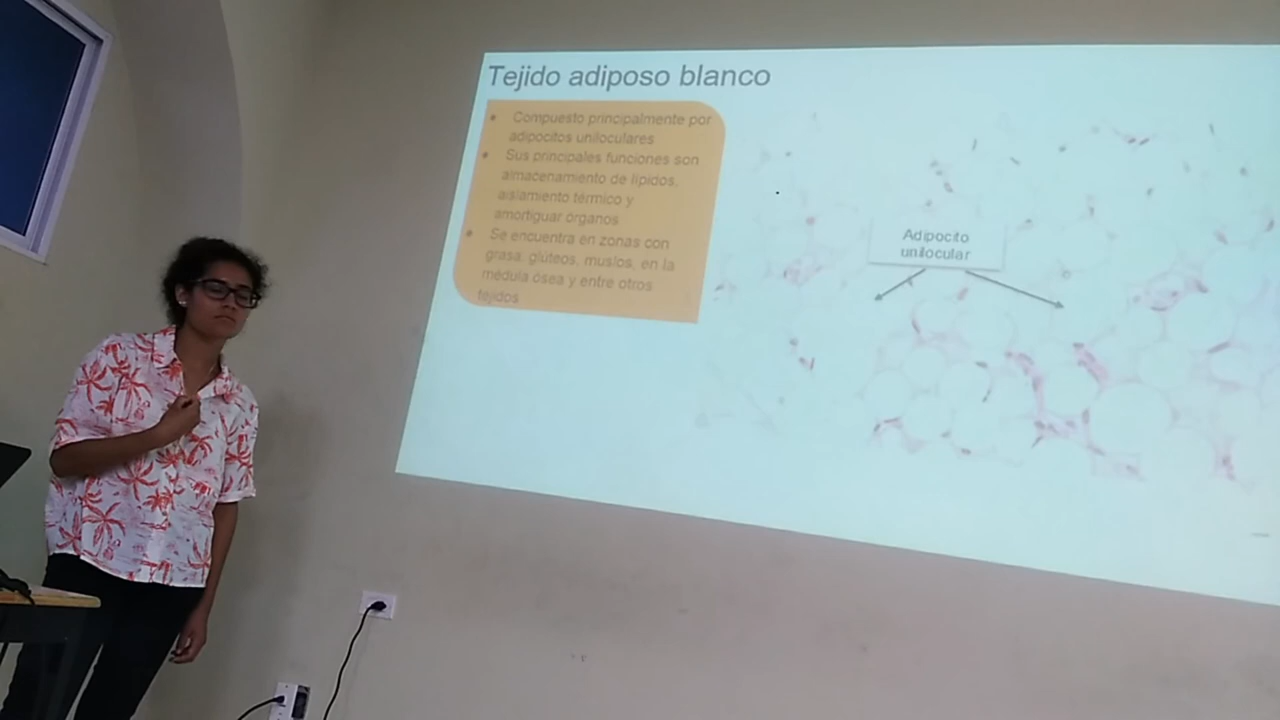 Tejido adiposo blanco
• Compuesto principalmente por
adipocitos uniloculares
• Sus principales funciones son
almacenamiento de lípidos,
aislamiento térmico y
amortiguar órganos
• Se encuentra en zonas con
grasa, glúteos, muslos, en la
médula ósea y entre otros
tejidos
Adipocito
unilocular